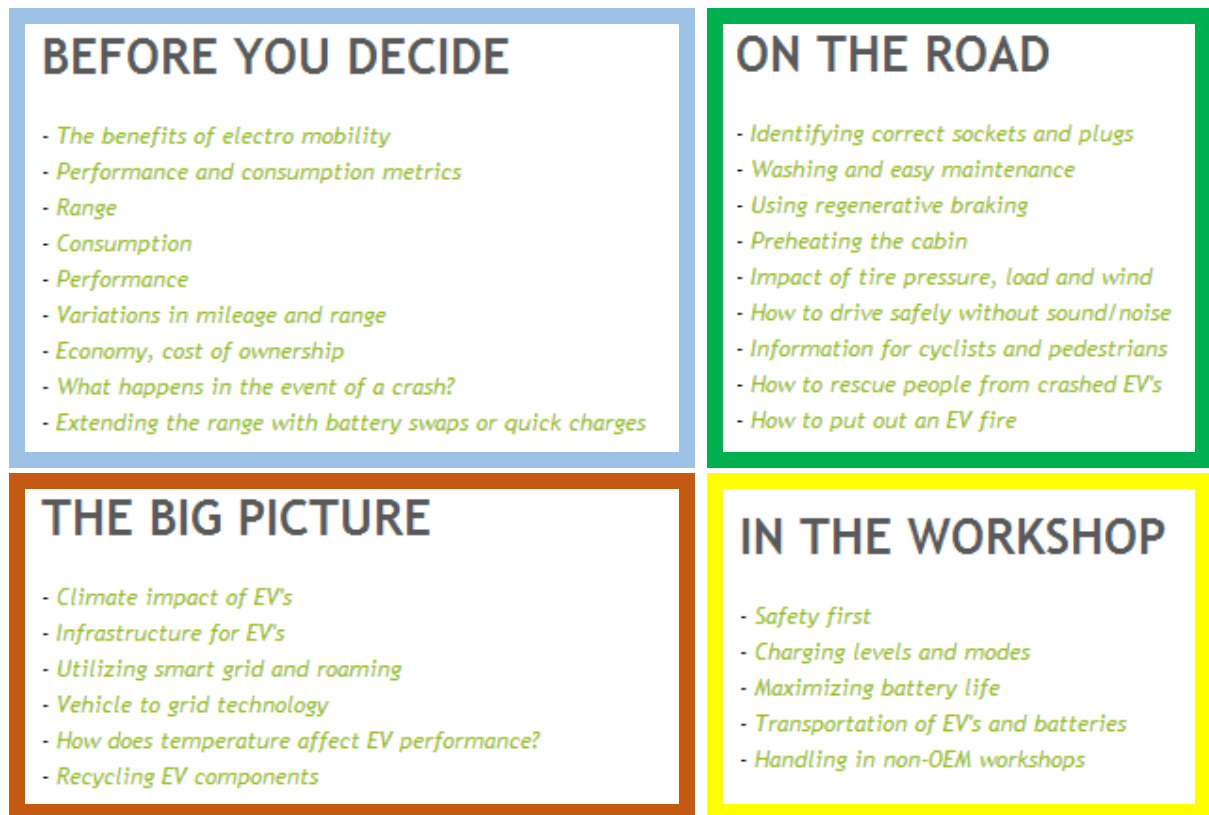 BEFORE YOU DECIDE
- The benefits of electro mobility
- Performance and consumption metrics
- Range
- Consumption
- Performance
- Variations in mileage and range
- Economy, cost of ownership
- What happens in the event of a crash?
- Extending the range with battery swaps or quick charges
ON THE ROAD
- Identifying correct sockets and plugs
- Washing and easy maintenance
- Using regenerative braking
- Preheating the cabin
- Impact of tire pressure, load and wind
- How to drive safely without sound/noise
- Information for cyclists and pedestrians
- How to rescue people from crashed EV's
- How to put out an EV fire
THE BIG PICTURE
- Climate impact of EV's
- Infrastructure for EV's
- Utilizing smart grid and roaming
- Vehicle to grid technology
- How does temperature affect EV performance?
- Recycling EV components
IN THE WORKSHOP
- Safety first
- Charging levels and modes
- Maximizing battery life
- Transportation of EV's and batteries
- Handling in non-OEM workshops